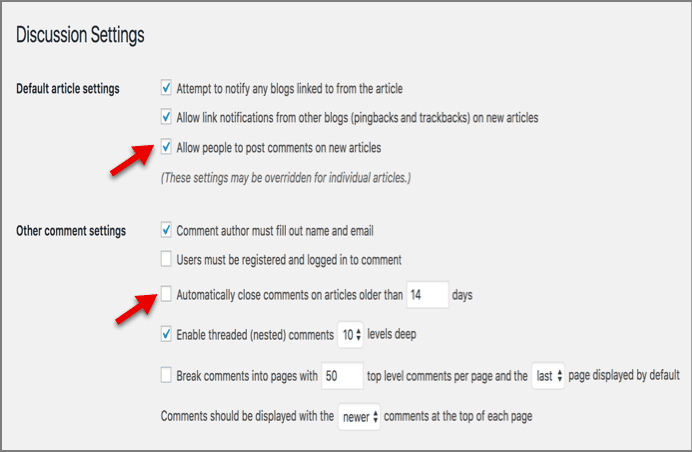 Discussion Settings
Default article settings
Attempt to notify any blogs linked to from the article
Allow link notifications from other blogs (pingbacks and trackbacks) on new articles
Allow people to post comments on new articles
(These settings may be overridden for individual articles.)
Other comment settings
Comment author must fill out name and email
Users must be registered and logged in to comment
Automatically close comments on articles older than 14 days
Enable threaded (nested) comments 10 levels deep
Break comments into pages with 50 top level comments per page and the last page displayed by default
Comments should be displayed with the newer comments at the top of each page